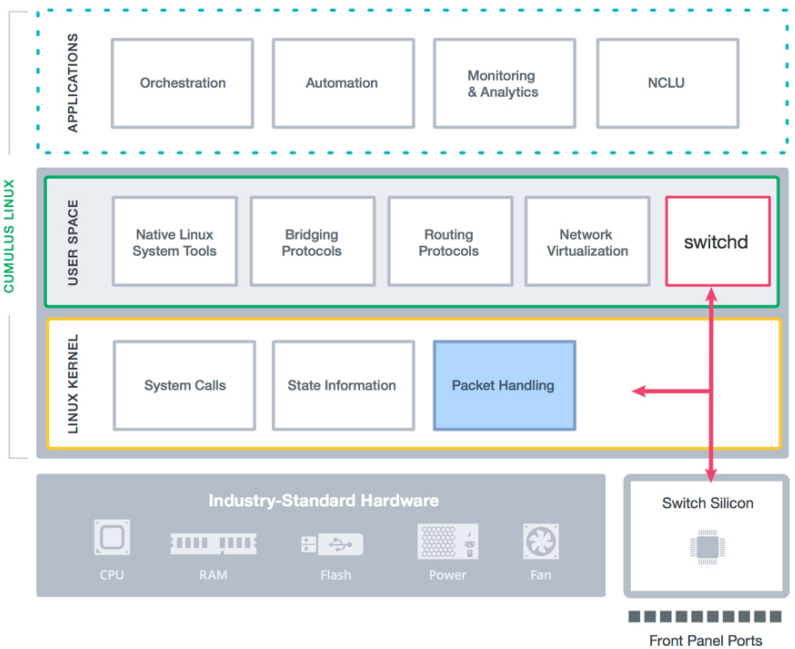 APPLICATIONS
Orchestration
Automation
Monitoring
& Analytics
NCLU
CUMULUS LINUX
USER SPACE
Native Linux
System Tools
Bridging
Protocols
Routing
Protocols
Network
Virtualization
switchd
LINUX KERNEL
System Calls
State Information
Packet Handling
Industry-Standard Hardware
CPU
RAM
Flash
Power
Fan
Switch Silicon
Front Panel Ports